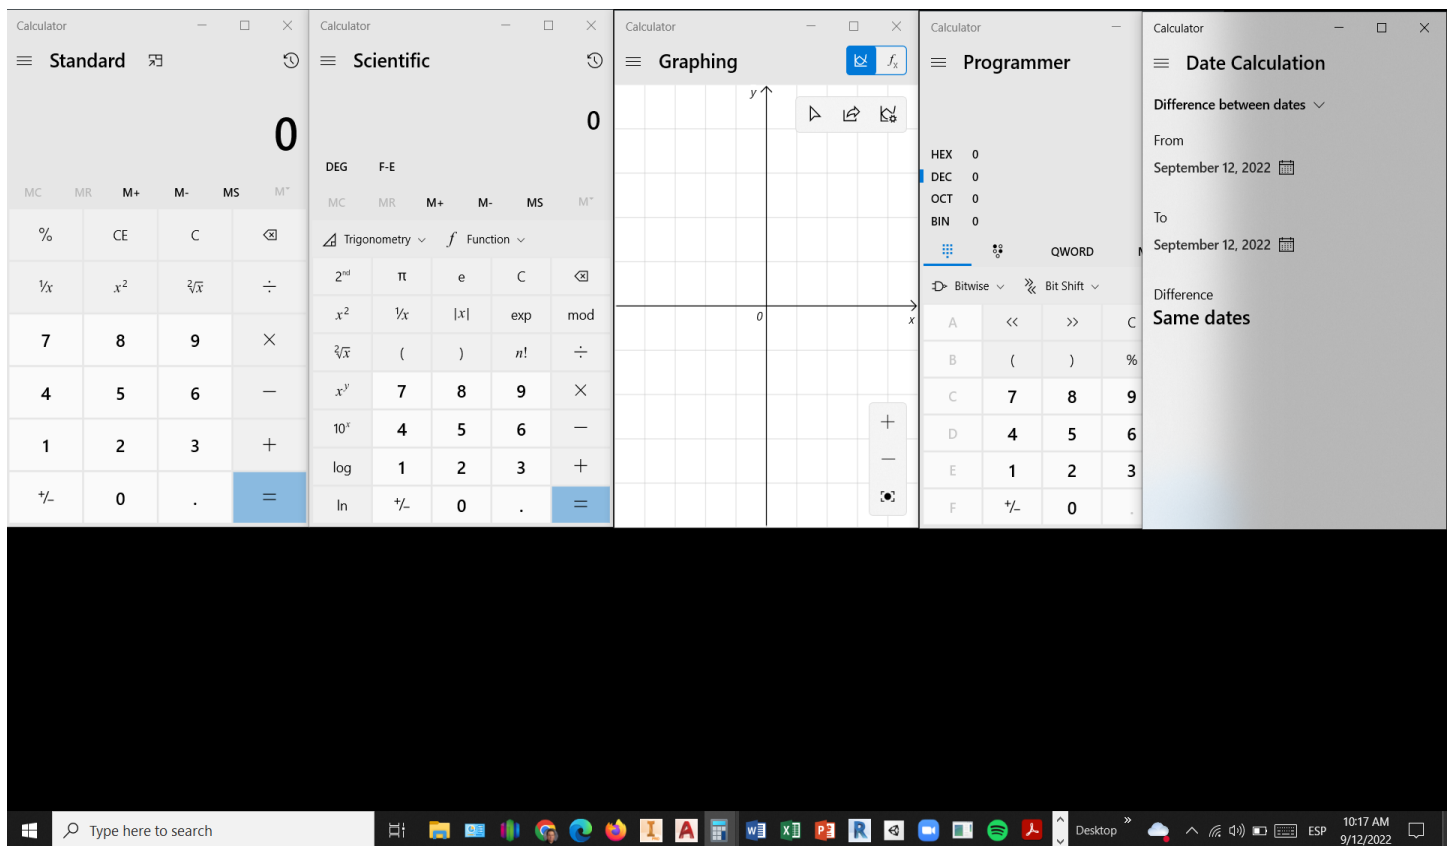 Calculator
Standard
0
MC MR M+ M- MS M˅
% CE C
¹/x x² ²√x ÷
7 8 9 ×
4 5 6 −
1 2 3 +
+/− 0 . =
Calculator
Scientific
0
DEG F-E
MC MR M+ M- MS M˅
Trigonometry f Function
2ⁿᵈ π e C
x² ¹/x |x| exp mod
²√x ( ) n! ÷
xʸ 7 8 9 ×
10ˣ 4 5 6 −
log 1 2 3 +
ln +/− 0 . =
Calculator
Graphing fx
y
0
x
+
−
Calculator
Programmer
HEX 0
DEC 0
OCT 0
BIN 0
QWORD
Bitwise Bit Shift
A << >> C
B ( ) %
C 7 8 9
D 4 5 6
E 1 2 3
F +/− 0 .
Calculator
Date Calculation
Difference between dates
From
September 12, 2022
To
September 12, 2022
Difference
Same dates
Type here to search
Desktop » ESP
10:17 AM
9/12/2022